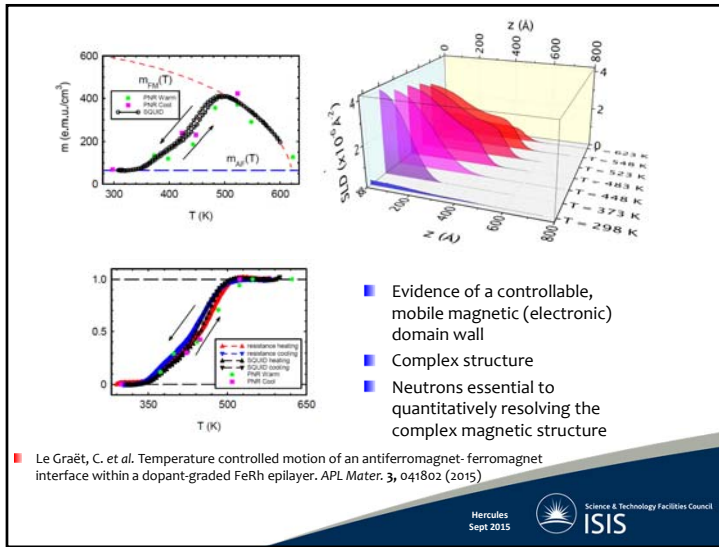 600
400
200
0
m (e.m.u./cm³)
m_FM(T)
PNR Warm
PNR Cool
SQUID
m_AF(T)
300 400 500 600
T (K)
z (Å)
0 200 400 600 800
4
2
0
SLD (x10⁻⁶ Å⁻²)
4
2
200
400
600
800
z (Å)
T = 623 K
T = 548 K
T = 523 K
T = 483 K
T = 448 K
T = 373 K
T = 298 K
1.0
0.5
0
resistance heating
resistance cooling
SQUID heating
SQUID cooling
PNR Warm
PNR Cool
350 500 650
T (K)
Evidence of a controllable,
mobile magnetic (electronic)
domain wall
Complex structure
Neutrons essential to
quantitatively resolving the
complex magnetic structure
Le Graët, C. et al. Temperature controlled motion of an antiferromagnet- ferromagnet
interface within a dopant-graded FeRh epilayer. APL Mater. 3, 041802 (2015)
Hercules
Sept 2015
Science & Technology Facilities Council
ISIS